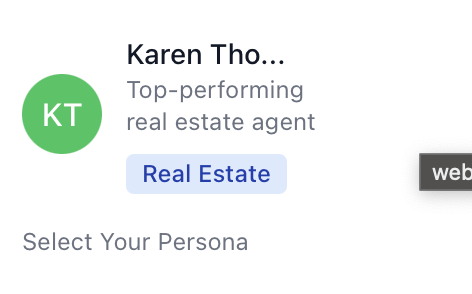 Karen Tho...
Top-performing
real estate agent
KT
Real Estate
web
Select Your Persona